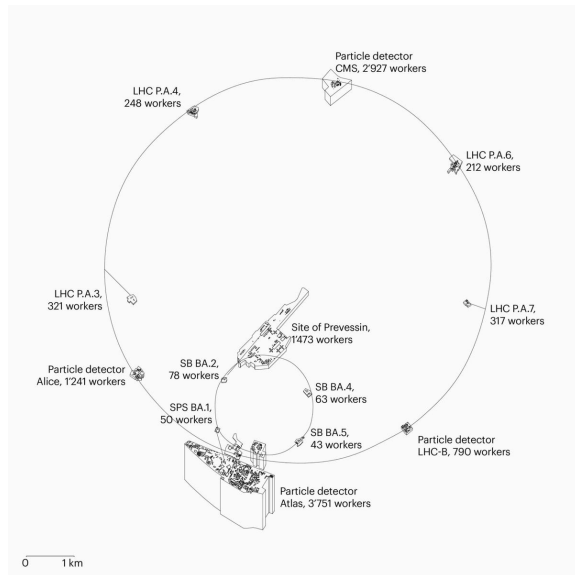 Particle detector
CMS, 2’927 workers
LHC P.A.4,
248 workers
LHC P.A.6,
212 workers
LHC P.A.3,
321 workers
LHC P.A.7,
317 workers
Site of Prevessin,
1’473 workers
SB BA.2,
78 workers
Particle detector
Alice, 1’241 workers
SB BA.4,
63 workers
SPS BA.1,
50 workers
SB BA.5,
43 workers
Particle detector
LHC-B, 790 workers
Particle detector
Atlas, 3’751 workers
0 1 km